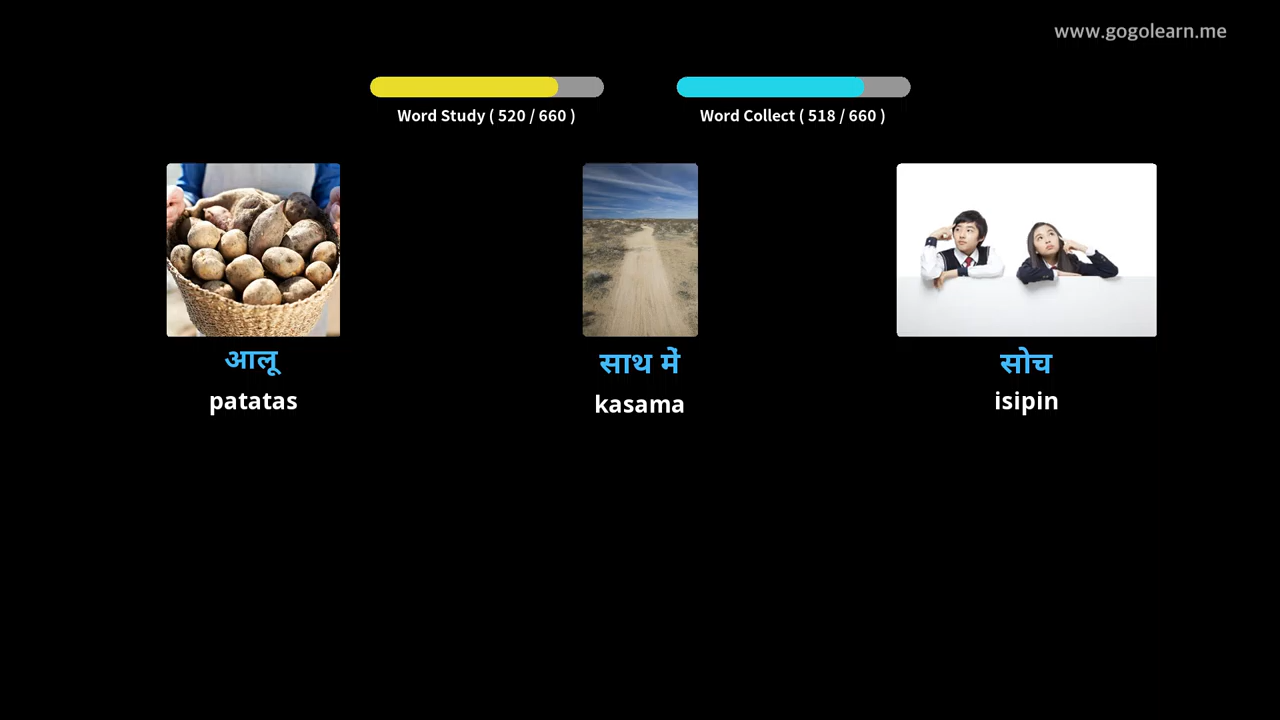 www.gogolearn.me
Word Study ( 520 / 660 )
Word Collect ( 518 / 660 )
आलू
साथ में
सोच
patatas
kasama
isipin